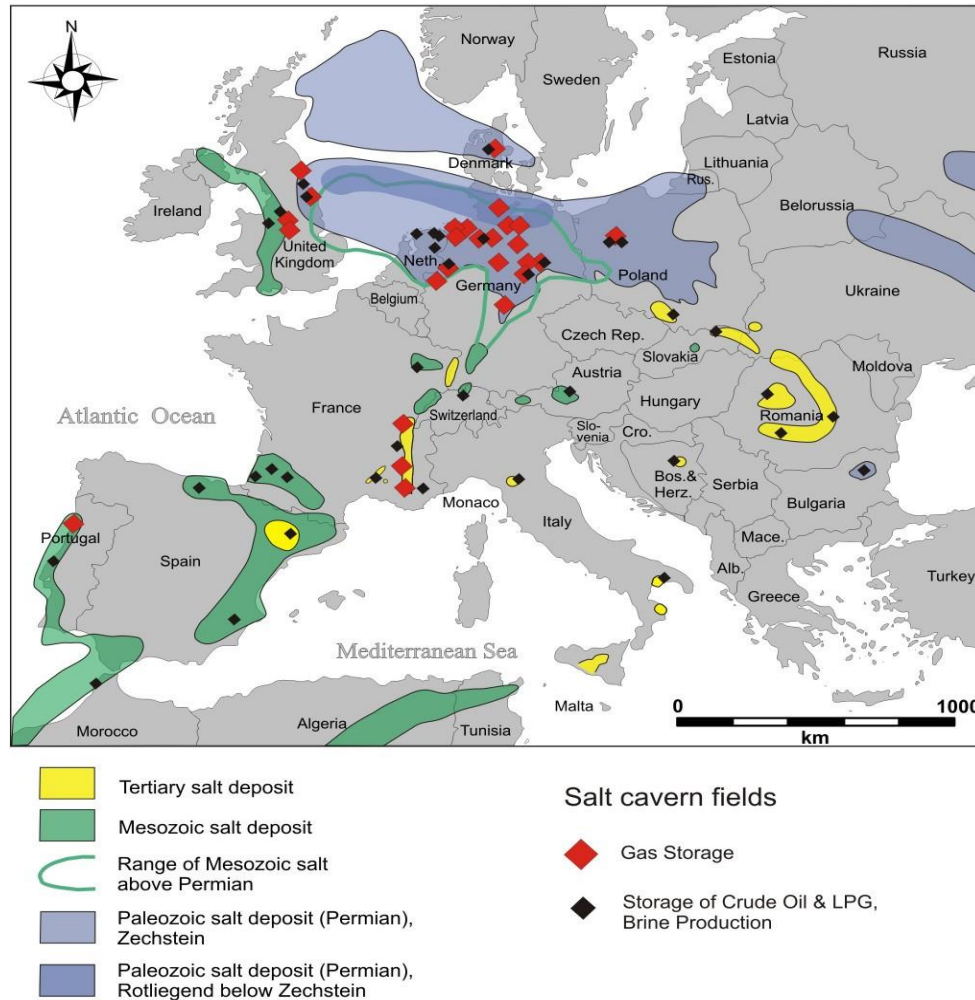 N
Norway
Sweden
Estonia
Russia
Latvia
Denmark
Lithuania
Rus.
Ireland
Belorussia
United
Kingdom
Neth.
Germany
Poland
Belgium
Ukraine
Czech Rep.
Slovakia
Austria
Moldova
France
Switzerland
Hungary
Romania
Atlantic Ocean
Slo-
venia
Cro.
Bos.&
Herz.
Serbia
Monaco
Bulgaria
Italy
Portugal
Spain
Mace.
Alb.
Turkey
Greece
Mediterranean Sea
Malta
0
1000
km
Morocco
Algeria
Tunisia
Tertiary salt deposit
Mesozoic salt deposit
Range of Mesozoic salt
above Permian
Paleozoic salt deposit (Permian),
Zechstein
Paleozoic salt deposit (Permian),
Rotliegend below Zechstein
Salt cavern fields
Gas Storage
Storage of Crude Oil & LPG,
Brine Production